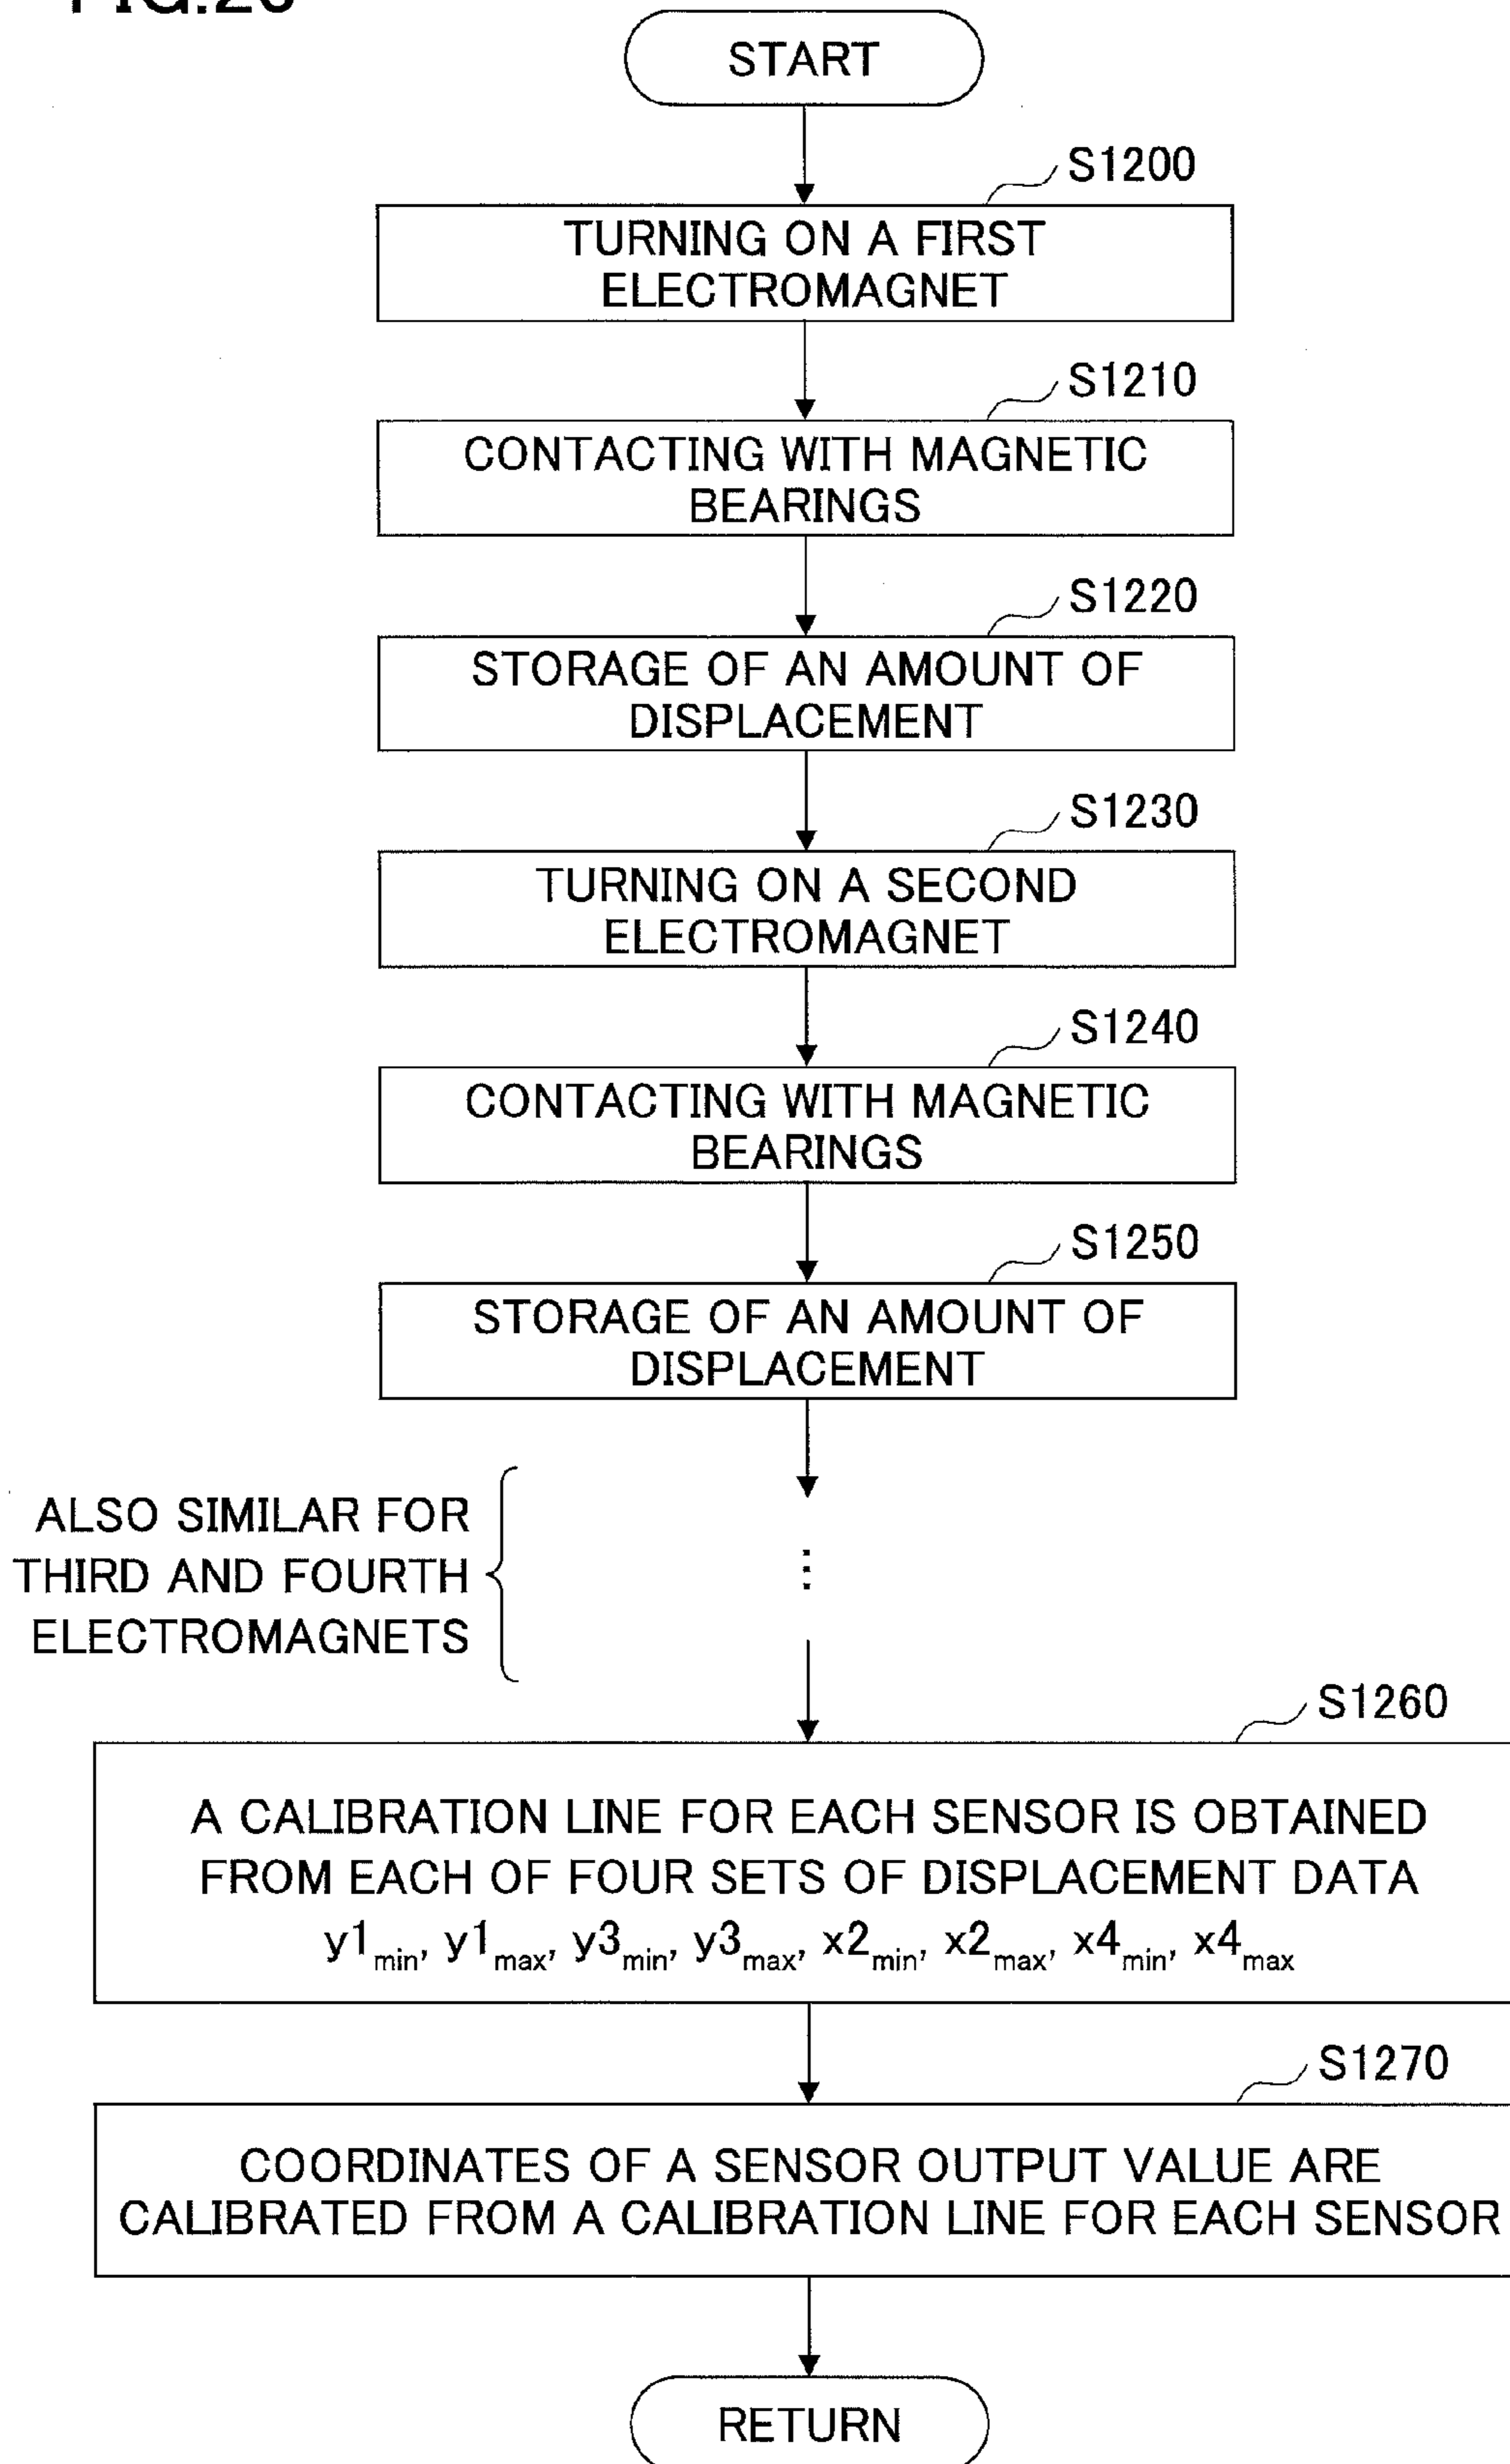 START
S1200
TURNING ON A FIRST
ELECTROMAGNET
S1210
CONTACTING WITH MAGNETIC
BEARINGS
S1220
STORAGE OF AN AMOUNT OF
DISPLACEMENT
S1230
TURNING ON A SECOND
ELECTROMAGNET
S1240
CONTACTING WITH MAGNETIC
BEARINGS
S1250
STORAGE OF AN AMOUNT OF
DISPLACEMENT
ALSO SIMILAR FOR
THIRD AND FOURTH
ELECTROMAGNETS
S1260
A CALIBRATION LINE FOR EACH SENSOR IS OBTAINED
FROM EACH OF FOUR SETS OF DISPLACEMENT DATA
y1min, y1max, y3min, y3max, x2min, x2max, x4min, x4max
S1270
COORDINATES OF A SENSOR OUTPUT VALUE ARE
CALIBRATED FROM A CALIBRATION LINE FOR EACH SENSOR
RETURN